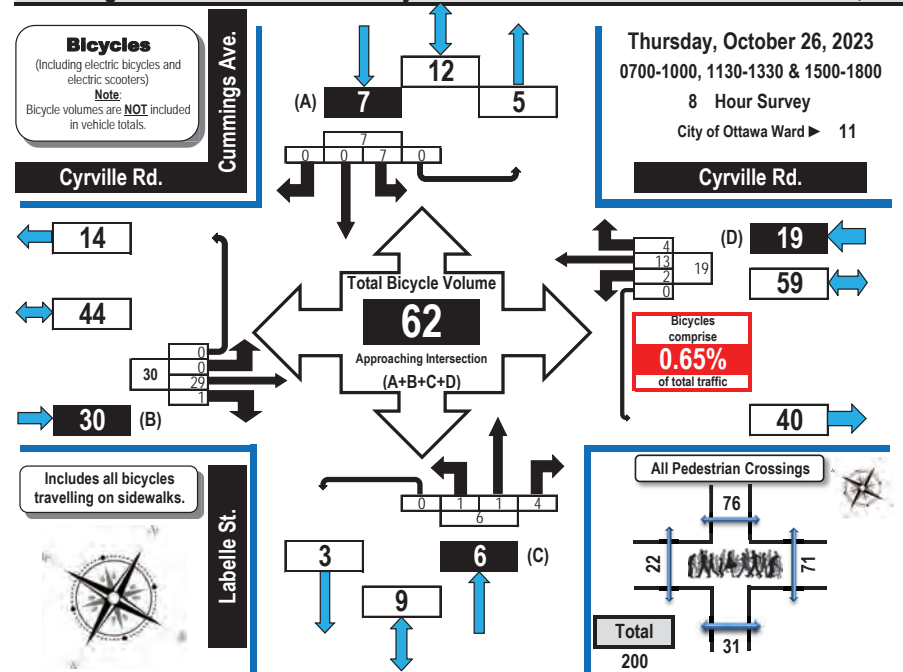 Bicycles
(Including electric bicycles and
electric scooters)
Note:
Bicycle volumes are NOT included
in vehicle totals.
Cummings Ave.
Cyrville Rd.
12
(A) 7
5
7
0 0 7 0
Thursday, October 26, 2023
0700-1000, 1130-1330 & 1500-1800
8 Hour Survey
City of Ottawa Ward ► 11
Cyrville Rd.
14
44
30
0
0
29
1
30 (B)
Total Bicycle Volume
62
Approaching Intersection
(A+B+C+D)
(D) 19
4
13
2
0
19
59
Bicycles
comprise
0.65%
of total traffic
40
Includes all bicycles
travelling on sidewalks.
Labelle St.
0 1 1 4
6
3
6 (C)
9
All Pedestrian Crossings
76
22
71
31
Total
200